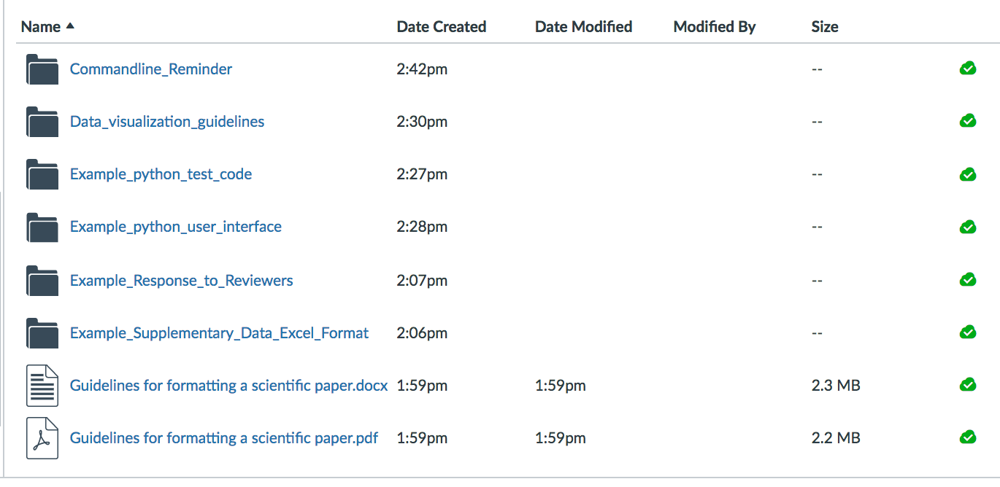 Name Date Created Date Modified Modified By Size
Commandline_Reminder 2:42pm --
Data_visualization_guidelines 2:30pm --
Example_python_test_code 2:27pm --
Example_python_user_interface 2:28pm --
Example_Response_to_Reviewers 2:07pm --
Example_Supplementary_Data_Excel_Format 2:06pm --
Guidelines for formatting a scientific paper.docx 1:59pm 1:59pm 2.3 MB
Guidelines for formatting a scientific paper.pdf 1:59pm 1:59pm 2.2 MB